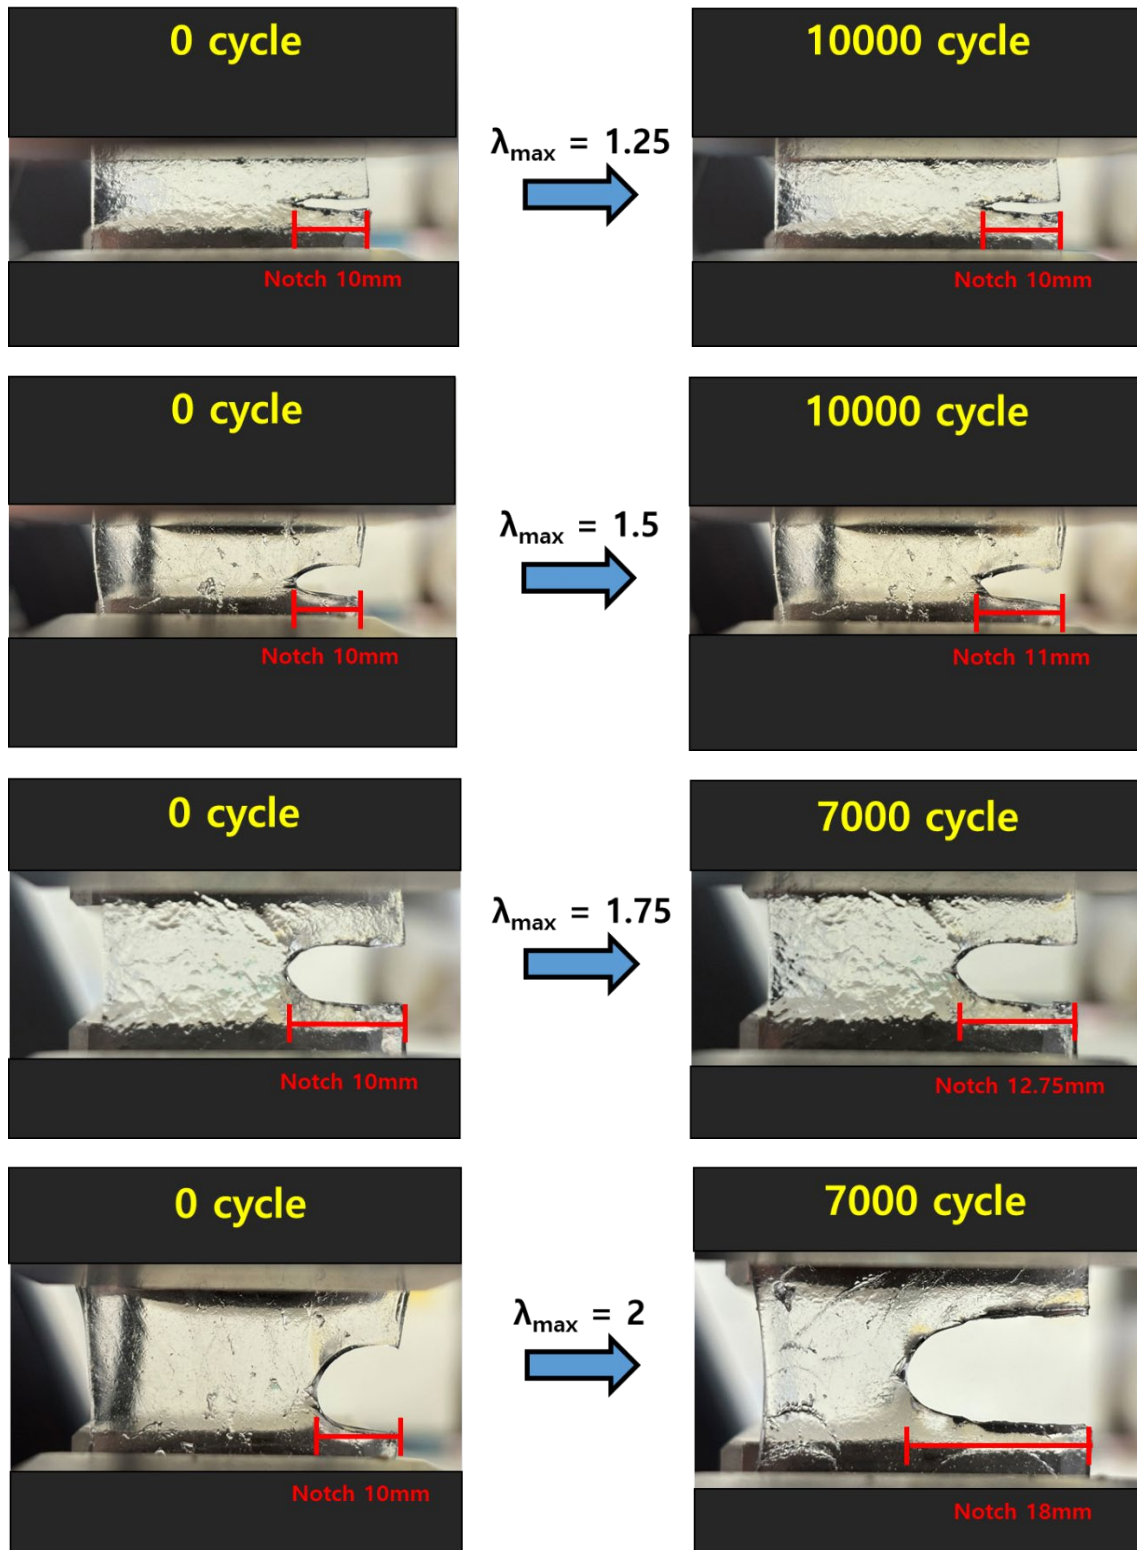 0 cycle
10000 cycle
λmax = 1.25
Notch 10mm
Notch 10mm
0 cycle
10000 cycle
λmax = 1.5
Notch 10mm
Notch 11mm
0 cycle
7000 cycle
λmax = 1.75
Notch 10mm
Notch 12.75mm
0 cycle
7000 cycle
λmax = 2
Notch 10mm
Notch 18mm